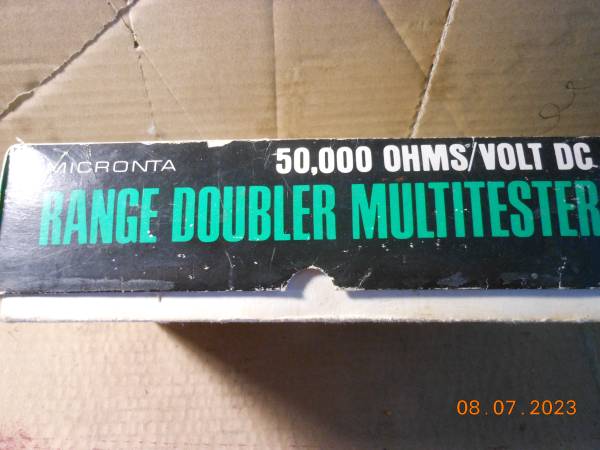 MICRONTA
50,000 OHMS/VOLT DC
RANGE DOUBLER MULTITESTER
08.07.2023